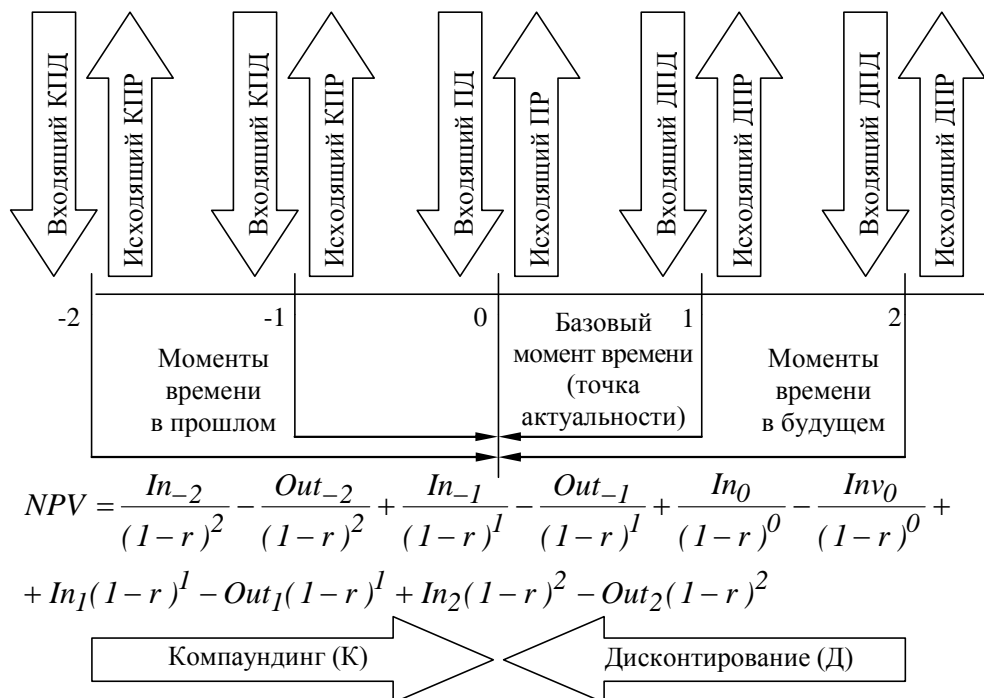 Входящий КПД
Исходящий КПР
Входящий КПД
Исходящий КПР
Входящий ПД
Исходящий ПР
Входящий ДПД
Исходящий ДПР
Входящий ДПД
Исходящий ДПР
-2
-1
0
1
2
Моменты
времени
в прошлом
Базовый
момент времени
(точка
актуальности)
Моменты
времени
в будущем
NPV = In_{-2}/(1-r)^2 - Out_{-2}/(1-r)^2 + In_{-1}/(1-r)^1 - Out_{-1}/(1-r)^1 + In_0/(1-r)^0 - Inv_0/(1-r)^0 +
+ In_1(1-r)^1 - Out_1(1-r)^1 + In_2(1-r)^2 - Out_2(1-r)^2
Компаундинг (К)
Дисконтирование (Д)